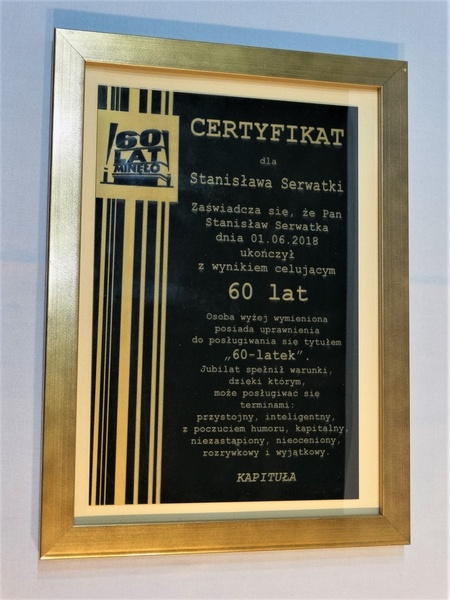 60
LAT
MINĘŁO
CERTYFIKAT
dla
Stanisława Serwatki
Zaświadcza się, że Pan
Stanisław Serwatka
dnia 01.06.2018
ukończył
z wynikiem celującym
60 lat
Osoba wyżej wymieniona
posiada uprawnienia
do posługiwania się tytułem
„60-latek”.
Jubilat spełnił warunki,
dzięki którym,
może posługiwać się
terminami:
przystojny, inteligentny,
z poczuciem humoru, kapitalny,
niezastąpiony, nieoceniony,
rozrywkowy i wyjątkowy.
KAPITUŁA